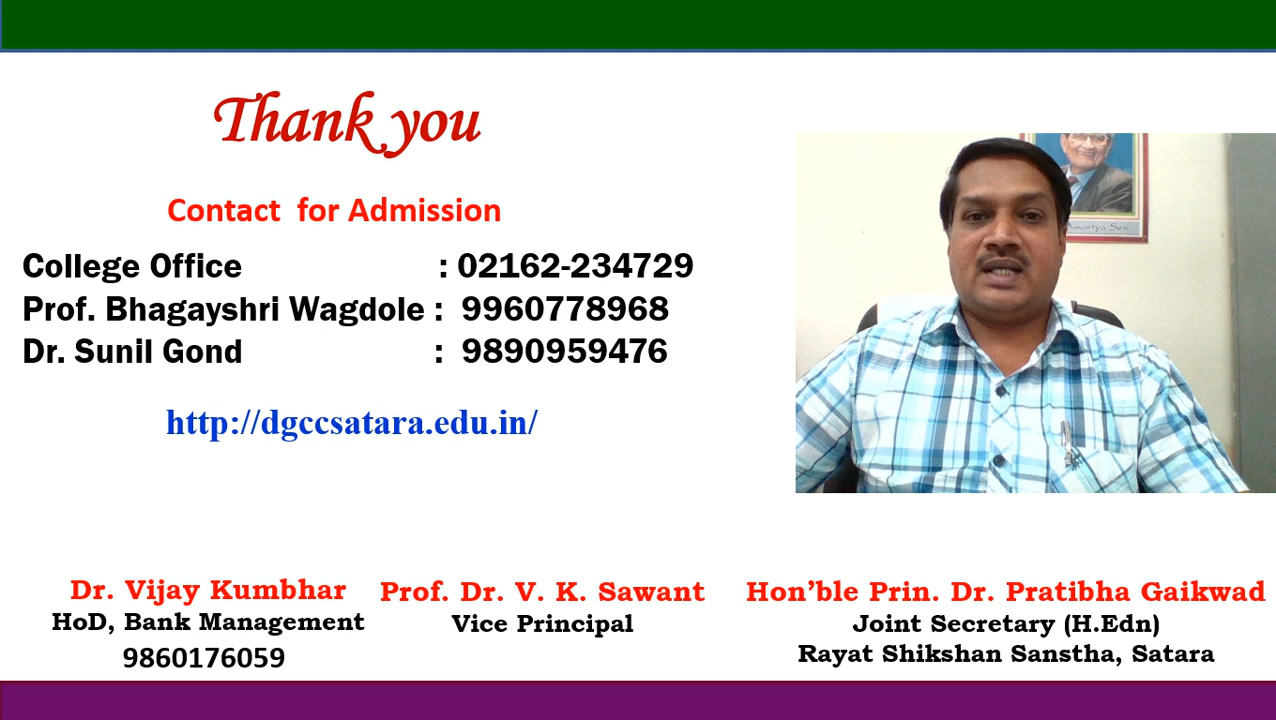 Thank you
Contact for Admission
College Office : 02162-234729
Prof. Bhagayshri Wagdole : 9960778968
Dr. Sunil Gond : 9890959476
http://dgccsatara.edu.in/
Amartya Sen
Dr. Vijay Kumbhar
HoD, Bank Management
9860176059
Prof. Dr. V. K. Sawant
Vice Principal
Hon’ble Prin. Dr. Pratibha Gaikwad
Joint Secretary (H.Edn)
Rayat Shikshan Sanstha, Satara